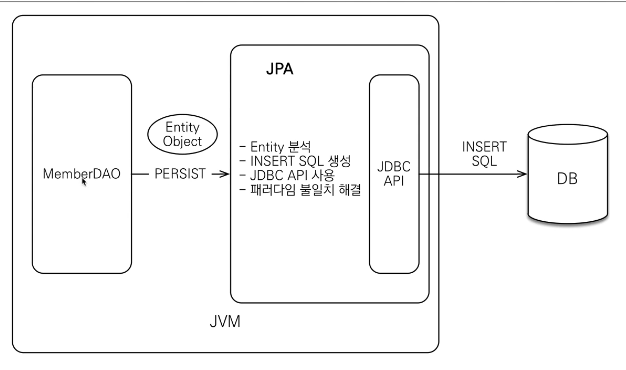 JPA
Entity
Object
MemberDAO
PERSIST
- Entity 분석
- INSERT SQL 생성
- JDBC API 사용
- 패러다임 불일치 해결
JDBC
API
INSERT
SQL
DB
JVM